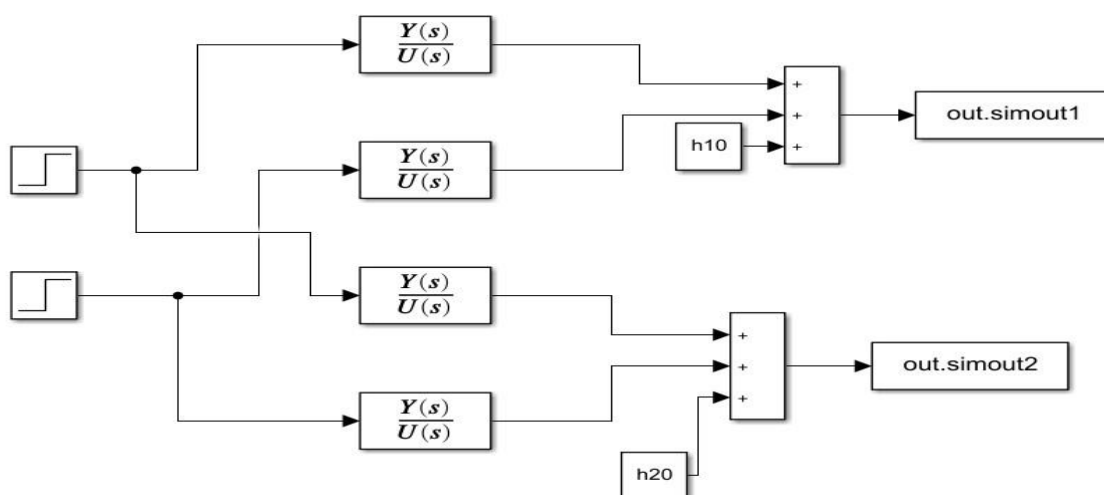 Y(s)
U(s)
+
+
+
h10
out.simout1
Y(s)
U(s)
Y(s)
U(s)
+
+
+
h20
out.simout2
Y(s)
U(s)